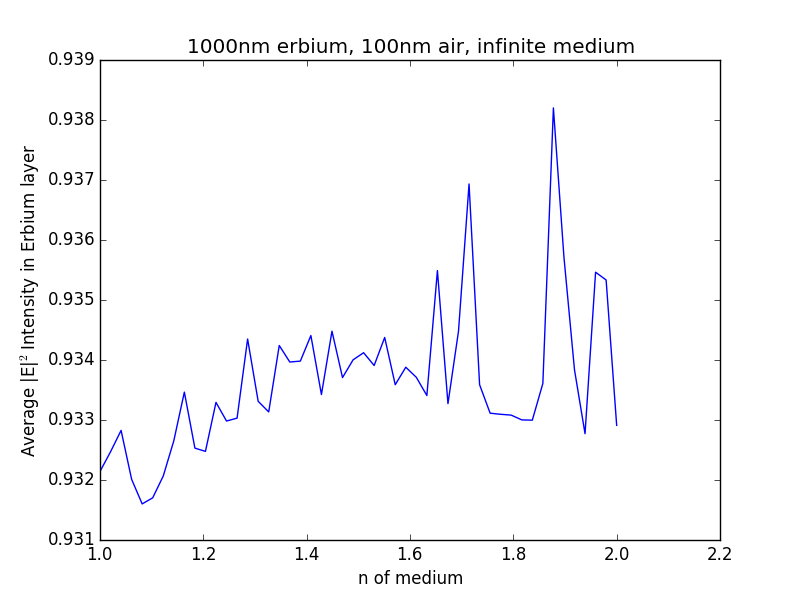 1000nm erbium, 100nm air, infinite medium
0.939
0.938
0.937
0.936
0.935
0.934
0.933
0.932
0.931
Average |E|² Intensity in Erbium layer
1.0 1.2 1.4 1.6 1.8 2.0 2.2
n of medium